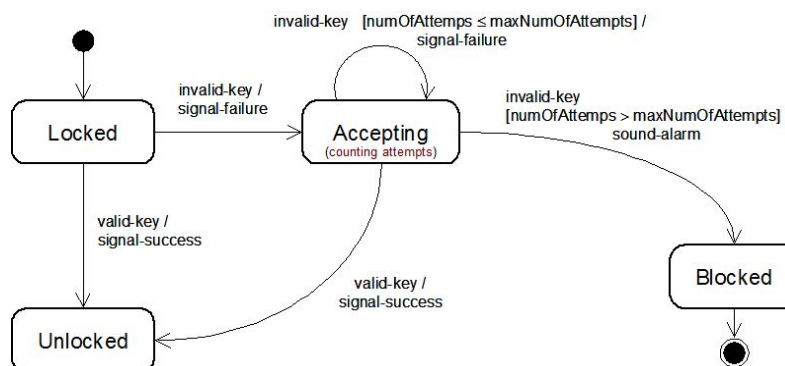 invalid-key [numOfAttemps ≤ maxNumOfAttempts] /
signal-failure
invalid-key /
signal-failure
invalid-key
[numOfAttemps > maxNumOfAttempts]
sound-alarm
Locked
Accepting
(counting attempts)
valid-key /
signal-success
valid-key /
signal-success
Blocked
Unlocked